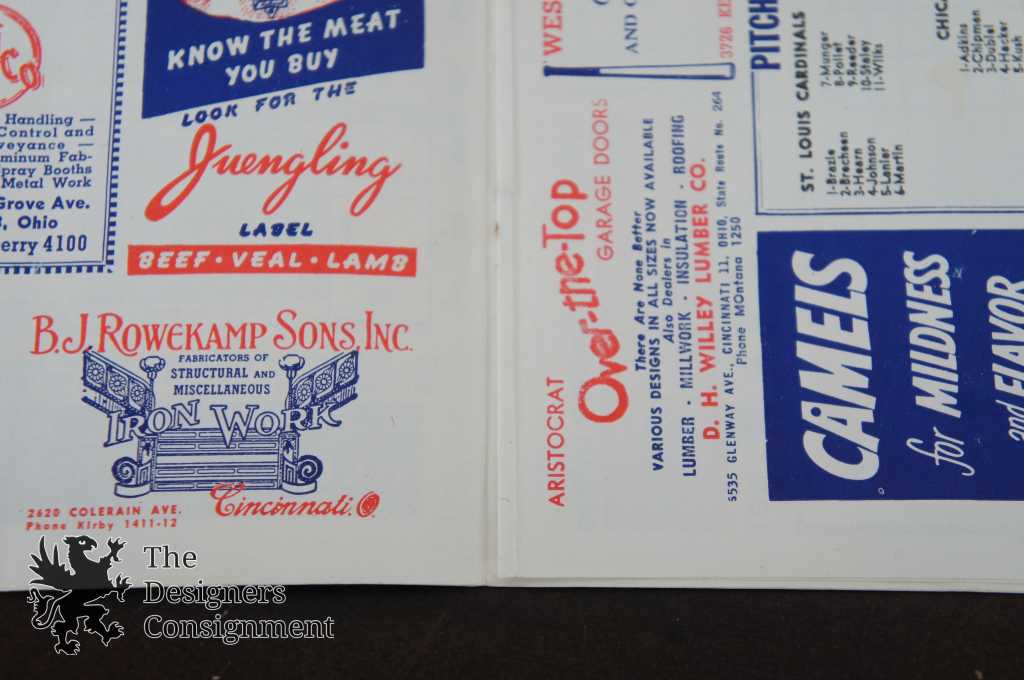 Co
Handling —
Control and
veyance —
minum Fab-
pray Booths
Metal Work
Grove Ave.
3, Ohio
erry 4100
KNOW THE MEAT
YOU BUY
LOOK FOR THE
Juengling
LABEL
BEEF · VEAL · LAMB
B.J. ROWEKAMP SONS, INC.
FABRICATORS OF
STRUCTURAL AND
MISCELLANEOUS
IRON WORK
Cincinnati, O.
2620 COLERAIN AVE.
Phone Kirby 1411-12
"WES
AND C
3726 KE
ARISTOCRAT
Over-the-Top
GARAGE DOORS
There Are None Better
VARIOUS DESIGNS IN ALL SIZES NOW AVAILABLE
Also Dealers in
LUMBER · MILLWORK · INSULATION · ROOFING
D. H. WILLEY LUMBER CO.
5535 GLENWAY AVE., CINCINNATI 11, OHIO, State Route No. 264
Phone MOntana 1250
PITCH
ST. LOUIS CARDINALS
1-Brazle
2-Brecheen
3-Hearn
4-Johnson
5-Lanier
6-Martin
7-Munger
8-Pollet
9-Reeder
10-Staley
11-Wilks
CHICA
1-Adkins
2-Chipman
3-Dubiel
4-Hacker
5-Kush
CAMELS
for MILDNESS
and FLAVOR
The
Designers
Consignment